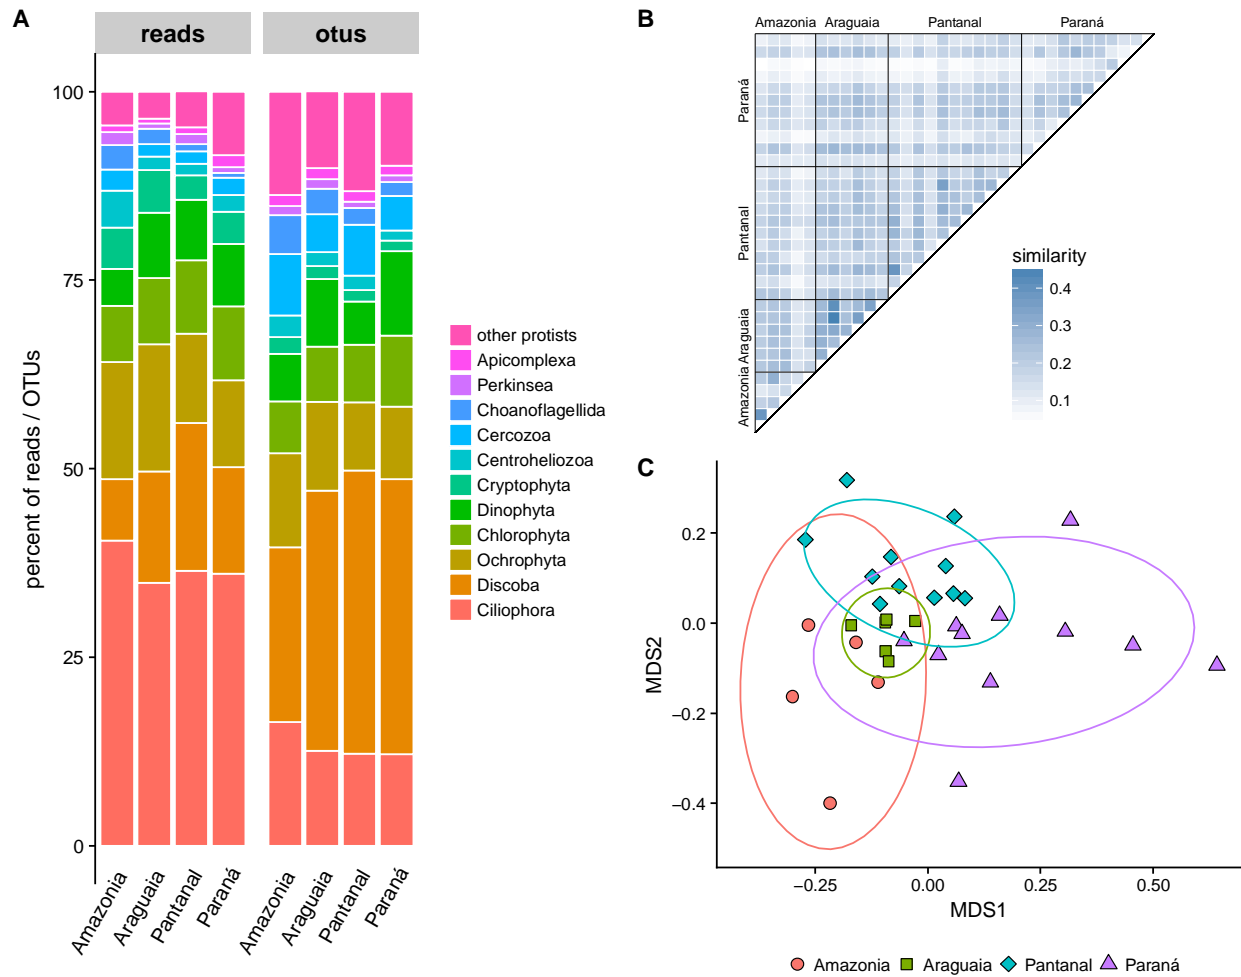 A
reads
otus
percent of reads / OTUs
100
75
50
25
0
Amazonia
Araguaia
Pantanal
Paraná
Amazonia
Araguaia
Pantanal
Paraná
other protists
Apicomplexa
Perkinsea
Choanoflagellida
Cercozoa
Centroheliozoa
Cryptophyta
Dinophyta
Chlorophyta
Ochrophyta
Discoba
Ciliophora
B
Amazonia
Araguaia
Pantanal
Paraná
Paraná
Pantanal
Araguaia
Amazonia
similarity
0.4
0.3
0.2
0.1
C
MDS2
0.2
0.0
−0.2
−0.4
−0.25
0.00
0.25
0.50
MDS1
Amazonia
Araguaia
Pantanal
Paraná